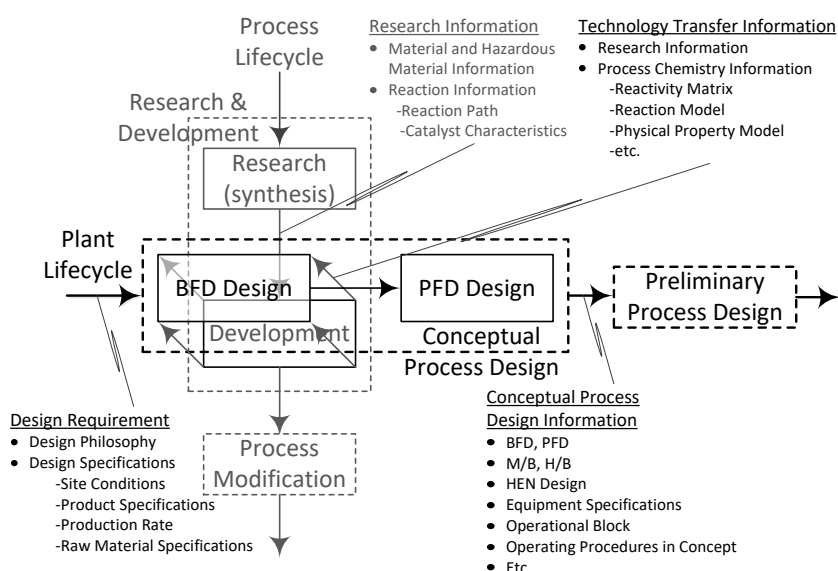 Process
Lifecycle
Research Information
• Material and Hazardous
Material Information
• Reaction Information
-Reaction Path
-Catalyst Characteristics
Technology Transfer Information
• Research Information
• Process Chemistry Information
-Reactivity Matrix
-Reaction Model
-Physical Property Model
-etc.
Research &
Development
Research
(synthesis)
Plant
Lifecycle
BFD Design
PFD Design
Development
Conceptual
Process Design
Preliminary
Process Design
Design Requirement
• Design Philosophy
• Design Specifications
-Site Conditions
-Product Specifications
-Production Rate
-Raw Material Specifications
Process
Modification
Conceptual Process
Design Information
• BFD, PFD
• M/B, H/B
• HEN Design
• Equipment Specifications
• Operational Block
• Operating Procedures in Concept
• Etc